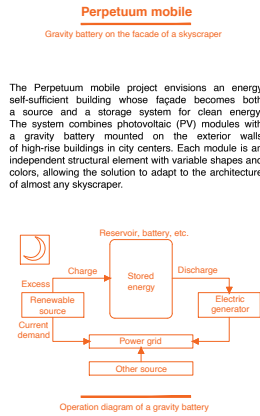 Perpetuum mobile
Gravity battery on the facade of a skyscraper
The Perpetuum mobile project envisions an energy
self-sufficient building whose façade becomes both
a source and a storage system for clean energy
The system combines photovoltaic (PV) modules with
a gravity battery mounted on the exterior walls
of high-rise buildings in city centers. Each module is an
independent structural element with variable shapes and
colors, allowing the solution to adapt to the architecture
of almost any skyscraper.
Reservoir, battery, etc.
Charge
Stored
energy
Discharge
Excess
Renewable
source
Electric
generator
Current
demand
Power grid
Other source
Operation diagram of a gravity battery